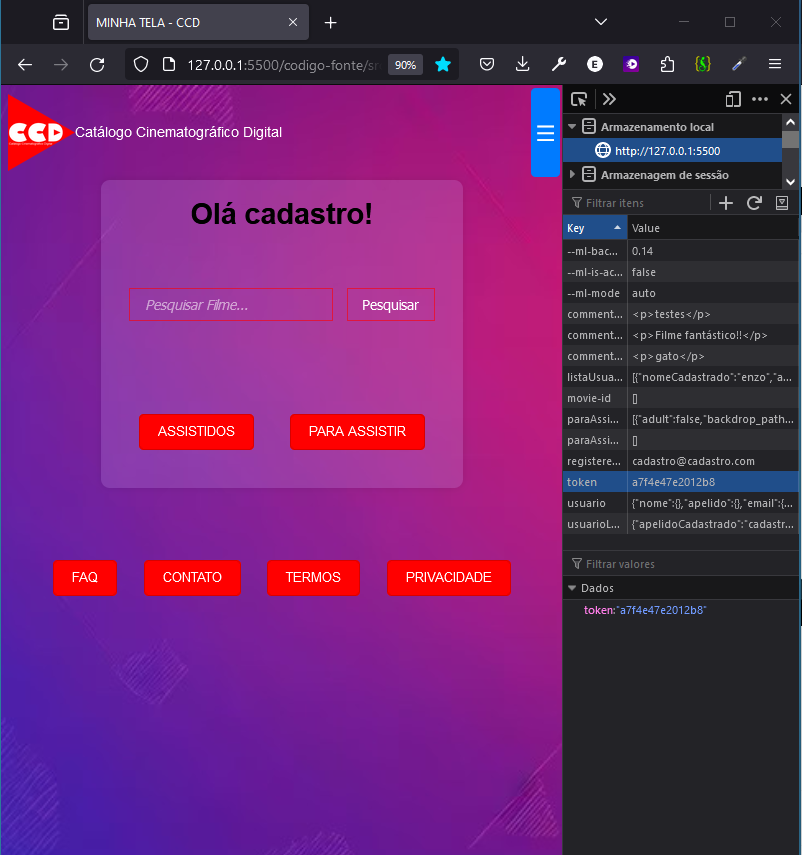 MINHA TELA - CCD
127.0.0.1:5500/codigo-fonte/
90%
E
CCD
Catálogo Cinematográfico Digital
Olá cadastro!
Pesquisar Filme...
Pesquisar
ASSISTIDOS
PARA ASSISTIR
FAQ
CONTATO
TERMOS
PRIVACIDADE
Armazenamento local
http://127.0.0.1:5500
Armazenagem de sessão
Filtrar itens
Key Value
--ml-bac... 0.14
--ml-is-ac... false
--ml-mode auto
comment... <p>testes</p>
comment... <p>Filme fantástico!!</p>
comment... <p>gato</p>
listaUsua... [{"nomeCadastrado":"enzo","a...
movie-id []
paraAssi... [{"adult":false,"backdrop_path...
paraAssi... []
registere... cadastro@cadastro.com
token a7f4e47e2012b8
usuario {"nome":{},"apelido":{},"email":{...
usuarioL... {"apelidoCadastrado":"cadastr...
Filtrar valores
Dados
token:"a7f4e47e2012b8"